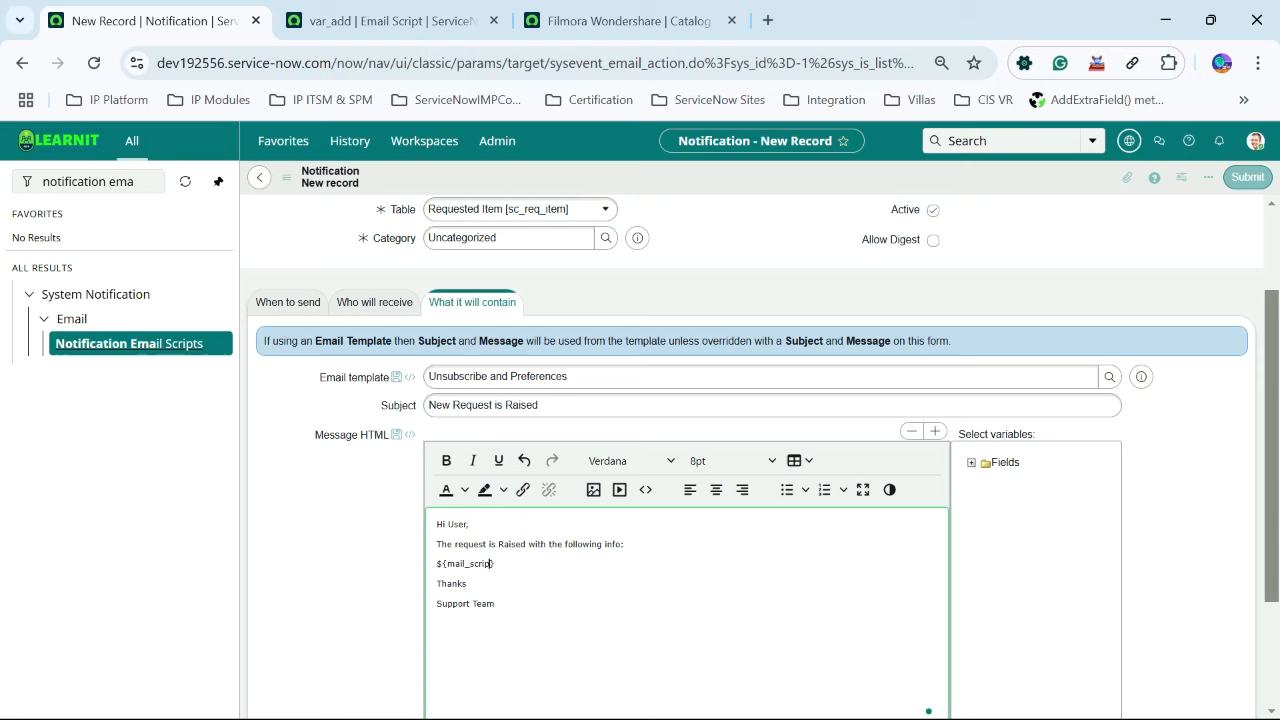 New Record | Notification | Serv
var_add | Email Script | ServiceN
Filmora Wondershare | Catalog
dev192556.service-now.com/now/nav/ui/classic/params/target/sysevent_email_action.do%3Fsys_id%3D-1%26sys_is_list%...
IP Platform
IP Modules
IP ITSM & SPM
ServiceNowIMPCo...
Certification
ServiceNow Sites
Integration
Villas
CIS VR
AddExtraField() met...
LEARNIT
All
Favorites
History
Workspaces
Admin
Notification - New Record
Search
notification ema
Notification
New record
Submit
FAVORITES
No Results
ALL RESULTS
System Notification
Email
Notification Email Scripts
Table
Requested Item [sc_req_item]
Active
Category
Uncategorized
Allow Digest
When to send
Who will receive
What it will contain
If using an Email Template then Subject and Message will be used from the template unless overridden with a Subject and Message on this form.
Email template
Unsubscribe and Preferences
Subject
New Request is Raised
Message HTML
Select variables:
B I U
Verdana
8pt
Fields
Hi User,
The request is Raised with the following info:
${mail_scrip}
Thanks
Support Team